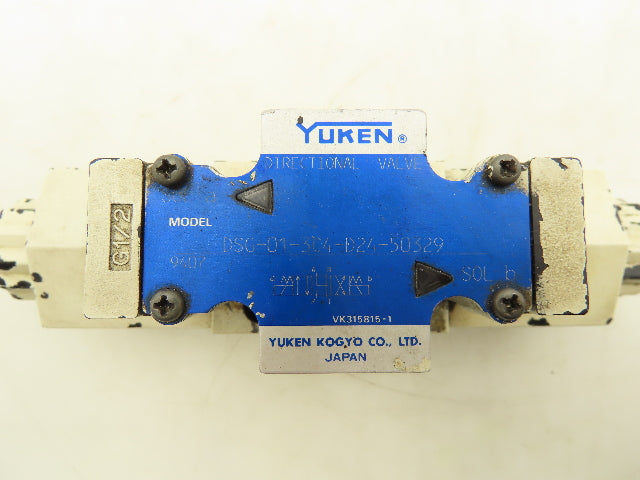 YUKEN®
DIRECTIONAL VALVE
MODEL
DSG-01-3C4-D24-50329
9407
SOL b
VK315815-1
YUKEN KOGYO CO., LTD.
JAPAN
G1/2